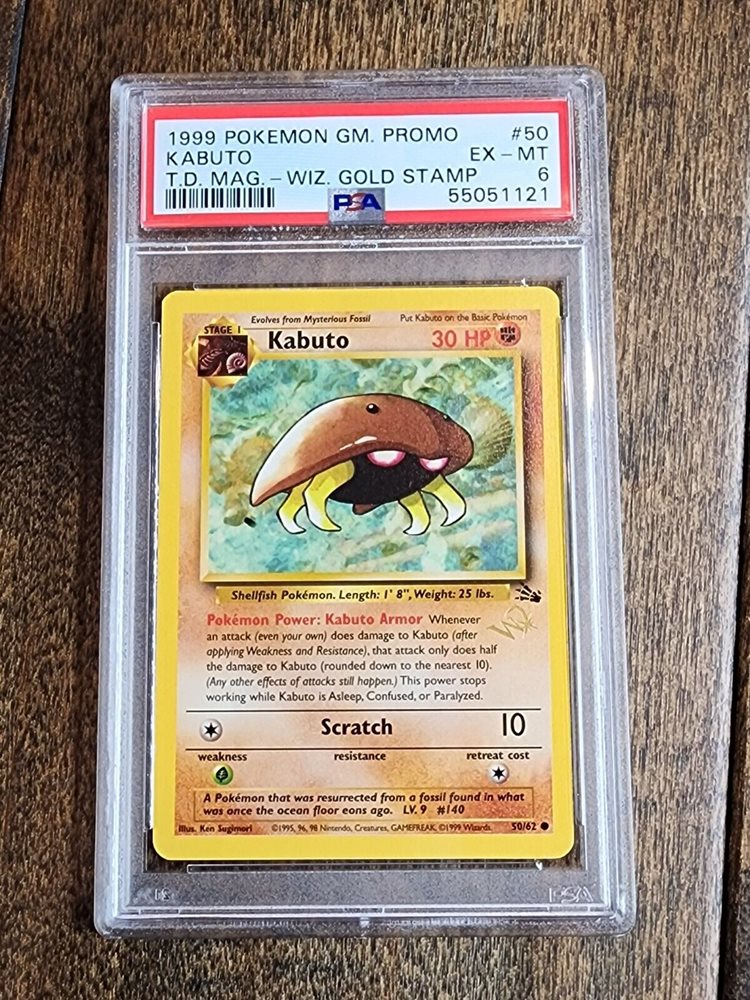 1999 POKEMON GM. PROMO #50
KABUTO EX - MT
T.D. MAG. - WIZ. GOLD STAMP 6
PSA 55051121
Evolves from Mysterious Fossil Put Kabuto on the Basic Pokémon
STAGE 1
Kabuto 30 HP
Shellfish Pokémon. Length: 1' 8", Weight: 25 lbs.
W
Pokémon Power: Kabuto Armor Whenever
an attack (even your own) does damage to Kabuto (after
applying Weakness and Resistance), that attack only does half
the damage to Kabuto (rounded down to the nearest 10).
(Any other effects of attacks still happen.) This power stops
working while Kabuto is Asleep, Confused, or Paralyzed.
Scratch 10
weakness resistance retreat cost
A Pokémon that was resurrected from a fossil found in what
was once the ocean floor eons ago. LV. 9 #140
Illus. Ken Sugimori ©1995, 96, 98 Nintendo, Creatures, GAMEFREAK. ©1999 Wizards. 50/62
PSA